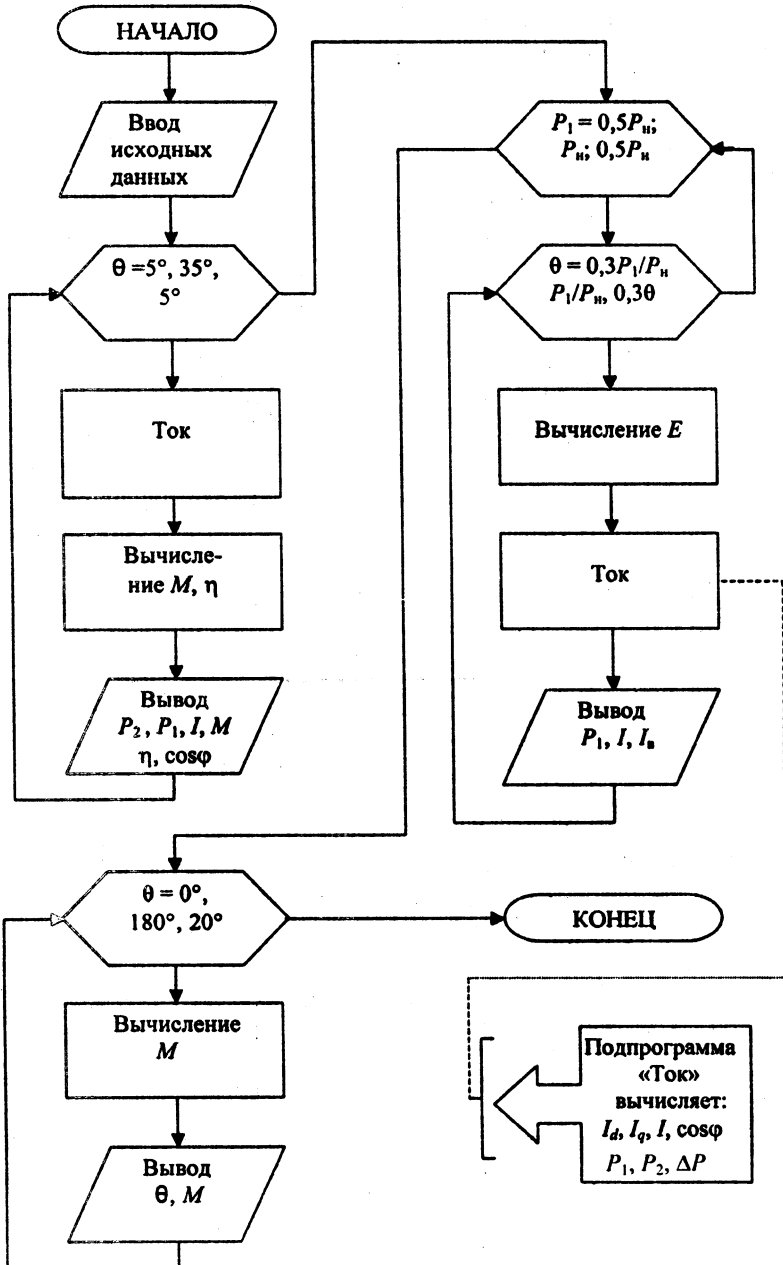 НАЧАЛО
Ввод
исходных
данных
θ =5°, 35°,
5°
Ток
Вычисле-
ние M, η
Вывод
P₂, P₁, I, M
η, cosφ
P₁ = 0,5Pн;
Pн; 0,5Pн
θ = 0,3P₁/Pн
P₁/Pн, 0,3θ
Вычисление E
Ток
Вывод
P₁, I, Iв
θ = 0°,
180°, 20°
КОНЕЦ
Вычисление
M
Вывод
θ, M
Подпрограмма
«Ток»
вычисляет:
I_d, I_q, I, cosφ
P₁, P₂, ΔP